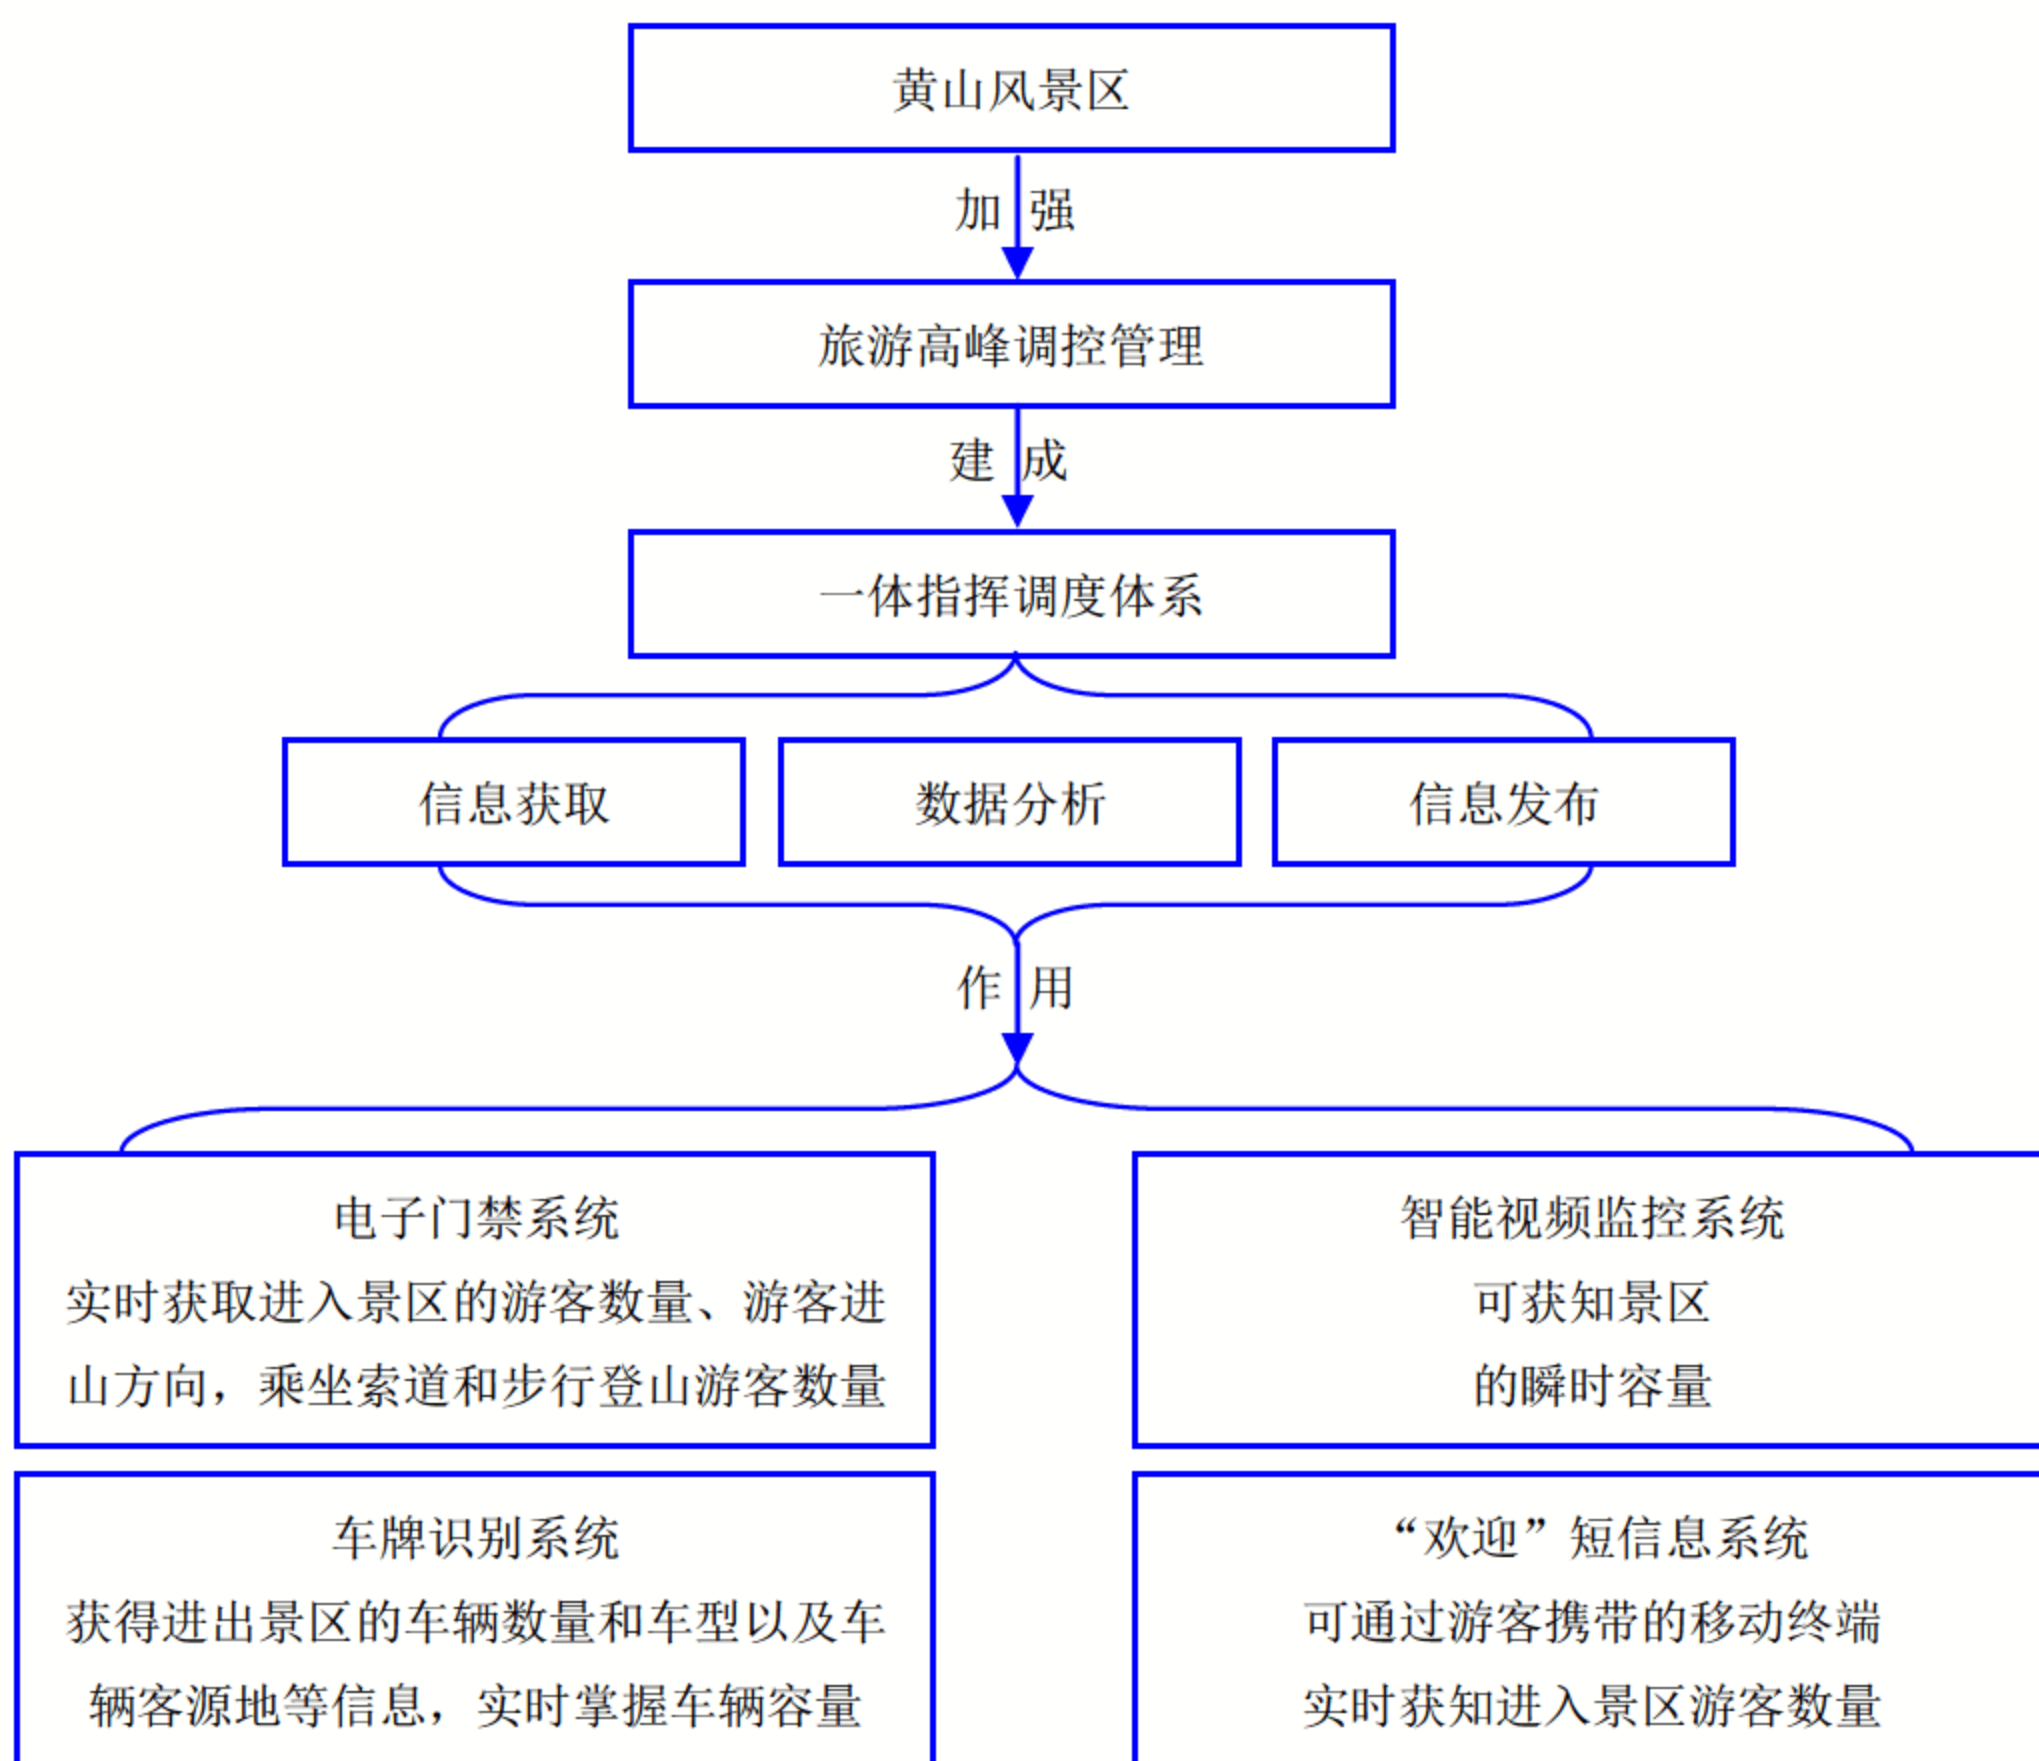 黄山风景区
加强
旅游高峰调控管理
建成
一体指挥调度体系
信息获取
数据分析
信息发布
作用
电子门禁系统
实时获取进入景区的游客数量、游客进
山方向，乘坐索道和步行登山游客数量
智能视频监控系统
可获知景区
的瞬时容量
车牌识别系统
获得进出景区的车辆数量和车型以及车
辆客源地等信息，实时掌握车辆容量
“欢迎”短信息系统
可通过游客携带的移动终端
实时获知进入景区游客数量